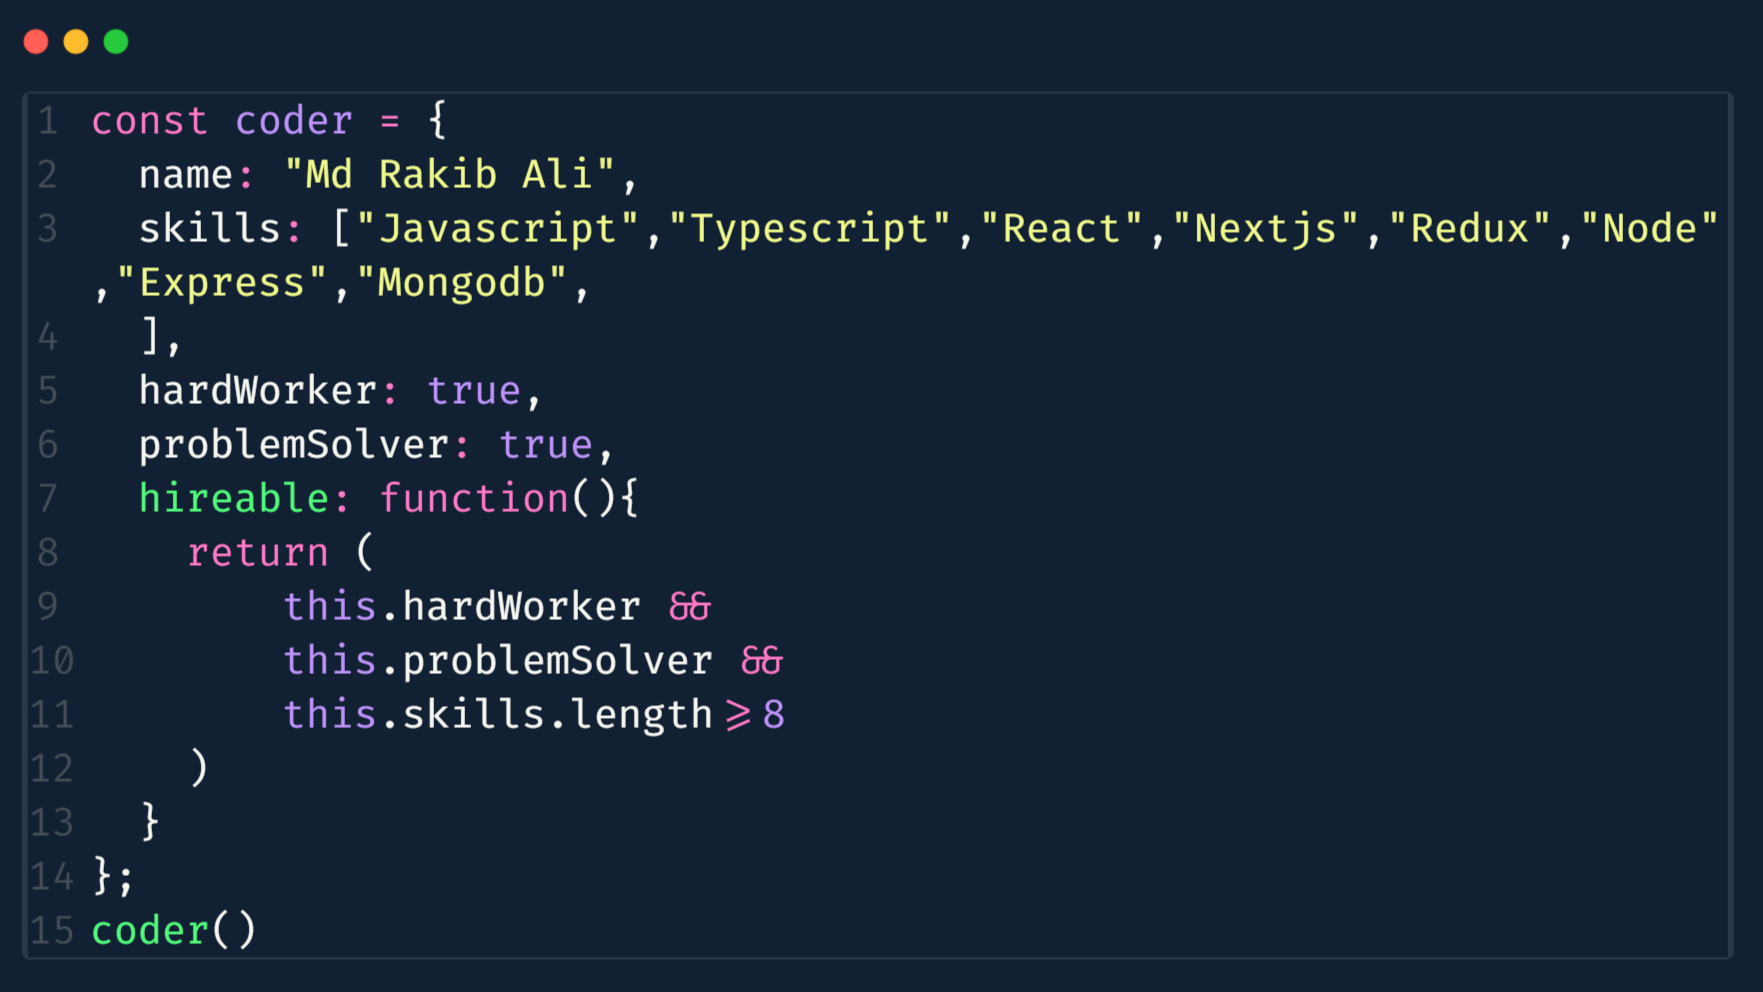 1 const coder = {
2   name: "Md Rakib Ali",
3   skills: ["Javascript","Typescript","React","Nextjs","Redux","Node"
,"Express","Mongodb",
4   ],
5   hardWorker: true,
6   problemSolver: true,
7   hireable: function(){
8     return (
9         this.hardWorker &&
10         this.problemSolver &&
11         this.skills.length>=8
12     )
13   }
14 };
15 coder()